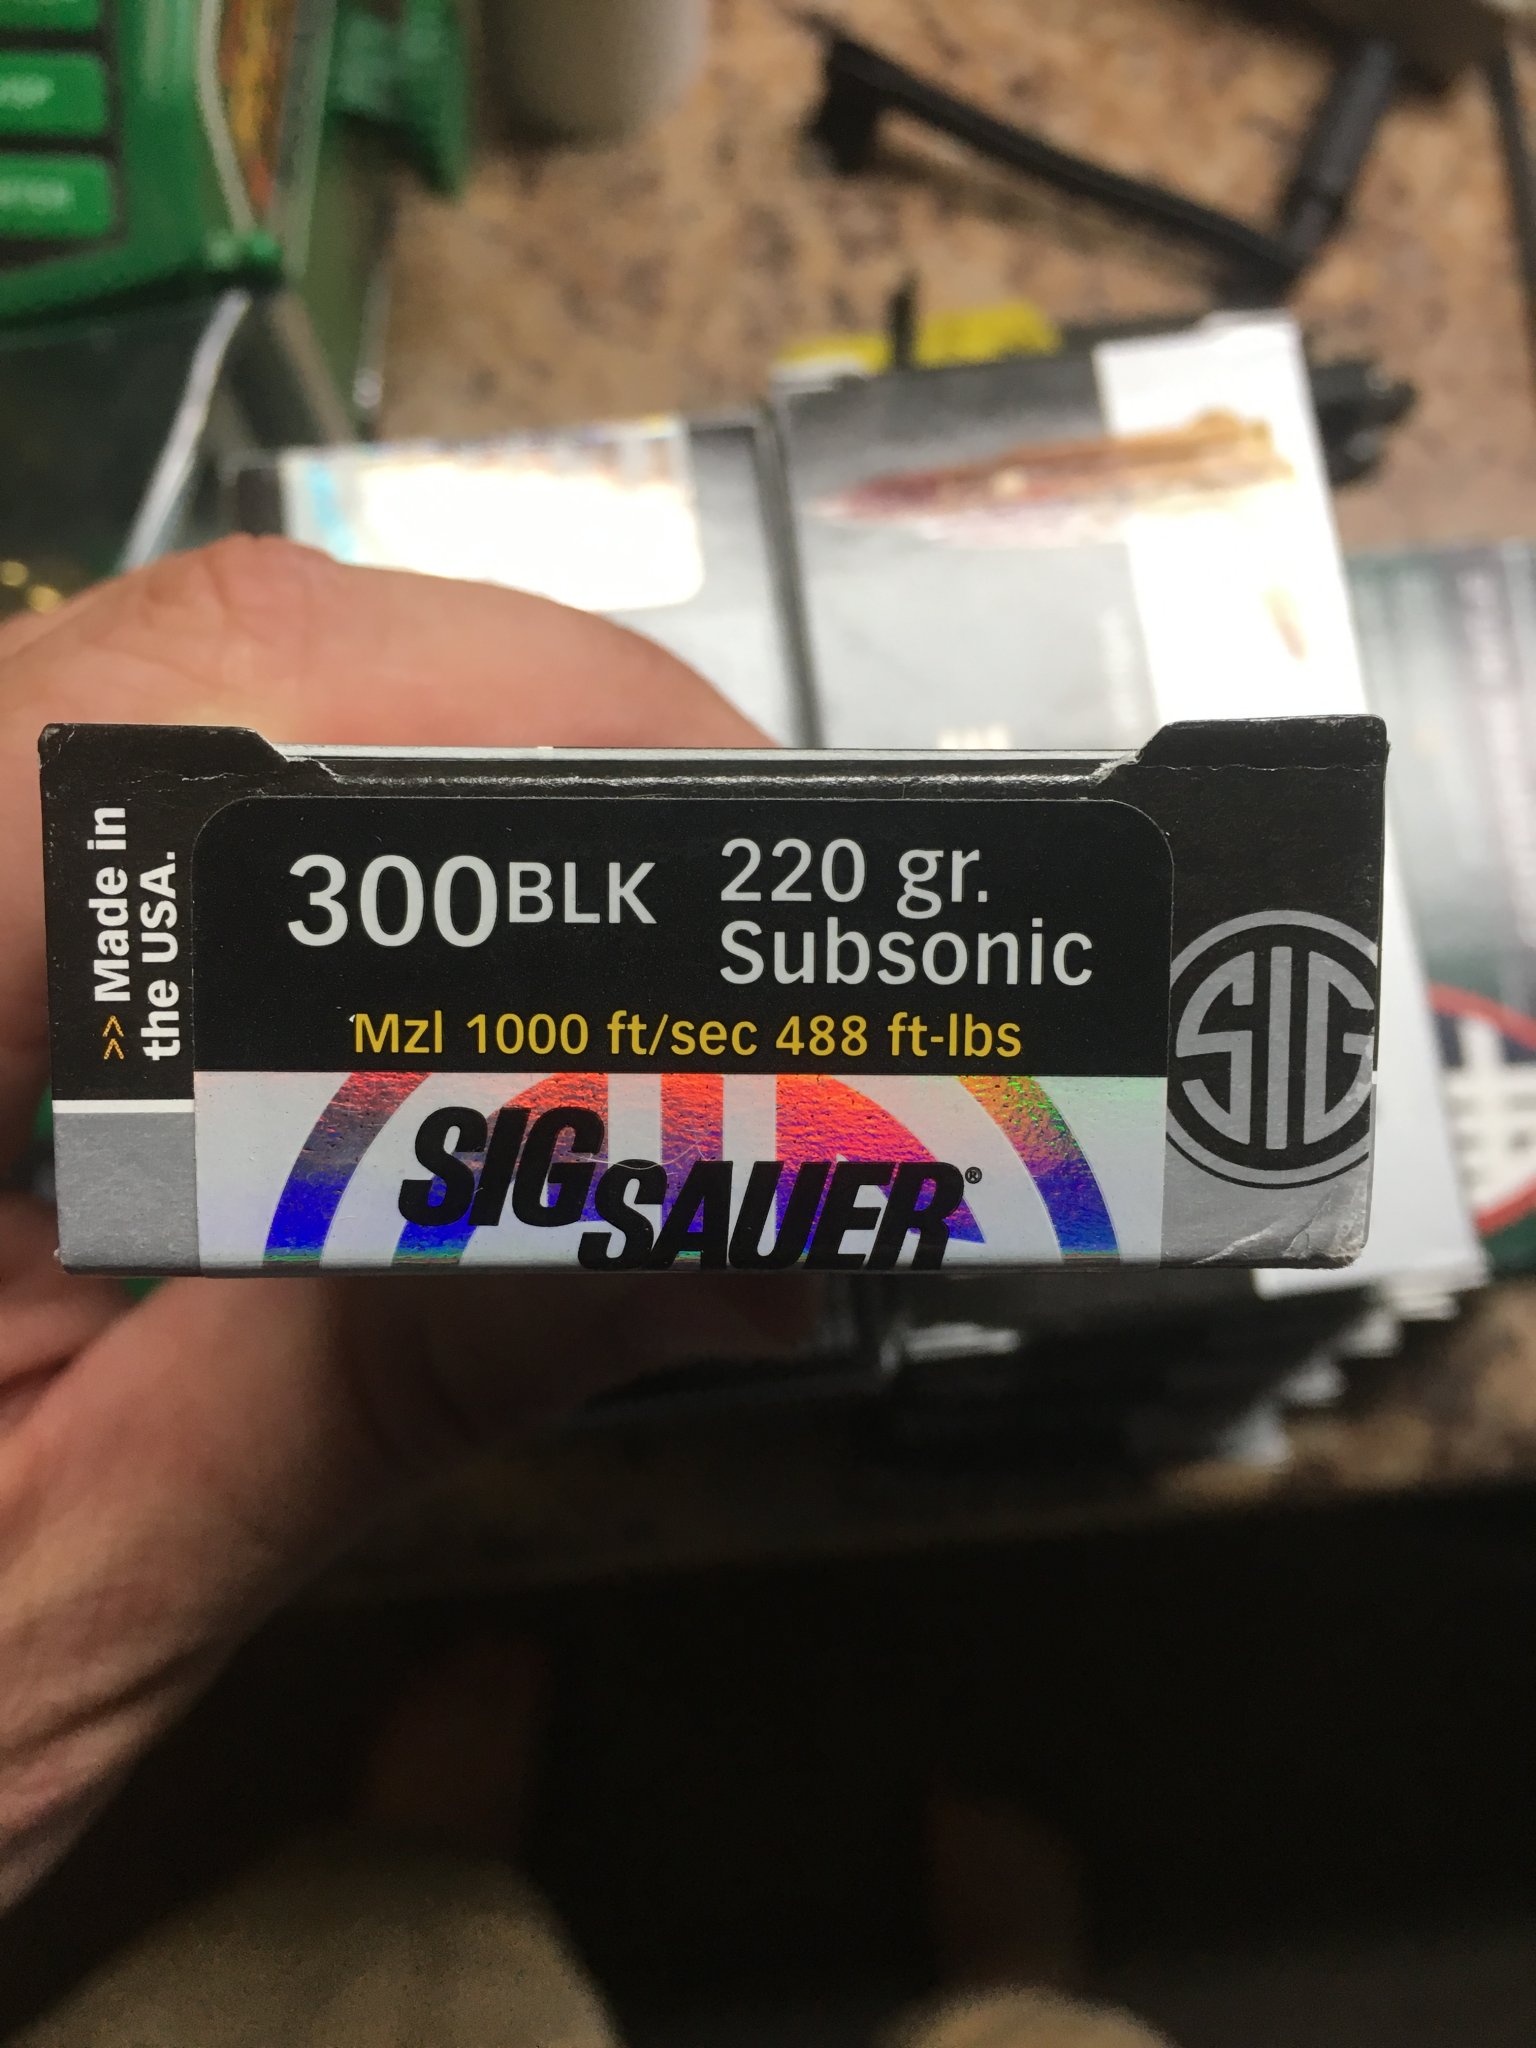 >> Made in
the USA.
300BLK
220 gr.
Subsonic
Mzl 1000 ft/sec 488 ft-lbs
SIG
SAUER®
SIG